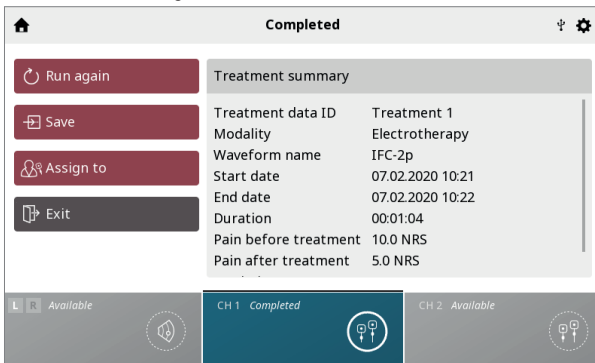 Completed
Run again
Save
Assign to
Exit
Treatment summary
Treatment data ID Treatment 1
Modality Electrotherapy
Waveform name IFC-2p
Start date 07.02.2020 10:21
End date 07.02.2020 10:22
Duration 00:01:04
Pain before treatment 10.0 NRS
Pain after treatment 5.0 NRS
L R Available
CH 1 Completed
CH 2 Available